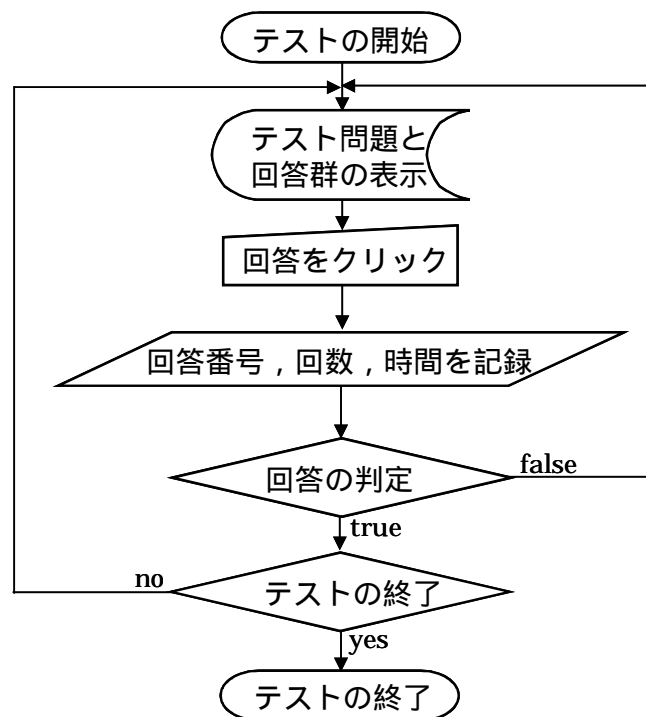 テストの開始
テスト問題と
回答群の表示
回答をクリック
回答番号，回数，時間を記録
回答の判定
false
true
no
テストの終了
yes
テストの終了